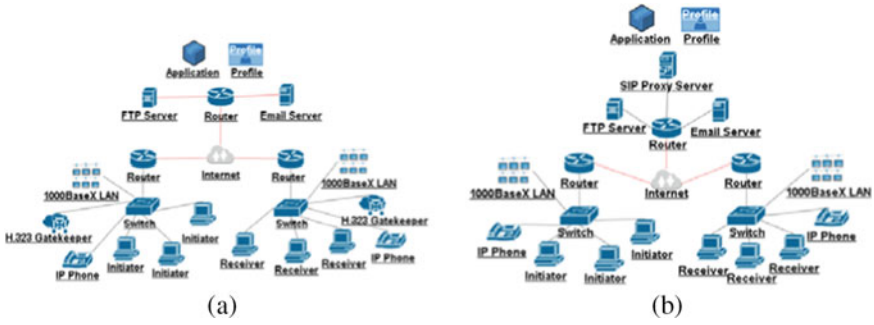 Profile
Application Profile
FTP Server Router Email Server
Router Internet Router
1000BaseX LAN
1000BaseX LAN
H.323 Gatekeeper Switch Initiator
Switch H.323 Gatekeeper
IP Phone Initiator Initiator
Receiver Receiver Receiver IP Phone
(a)
Profile
Application Profile
SIP Proxy Server
FTP Server Router Email Server
Router Internet Router
1000BaseX LAN
1000BaseX LAN
IP Phone Switch Initiator
Switch IP Phone
Initiator Initiator
Receiver Receiver Receiver
(b)